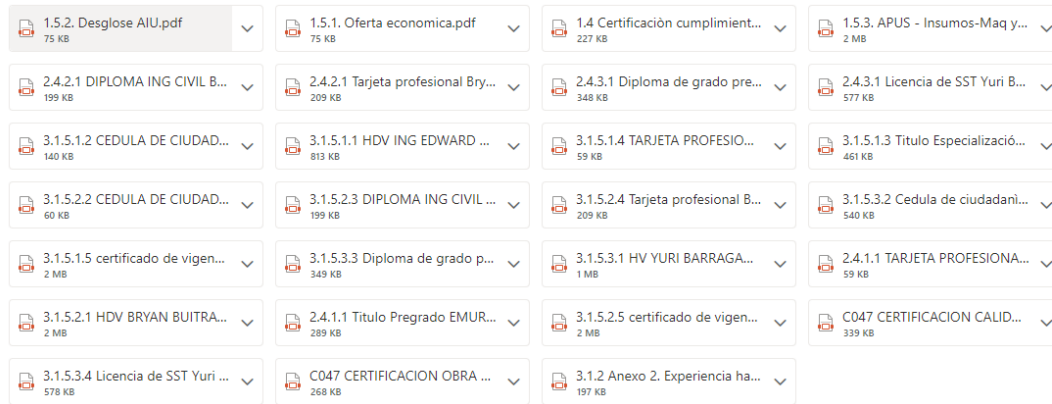 1.5.2. Desglose AIU.pdf
75 KB
1.5.1. Oferta economica.pdf
75 KB
1.4 Certificaciòn cumplimient...
227 KB
1.5.3. APUS - Insumos-Maq y...
2 MB
2.4.2.1 DIPLOMA ING CIVIL B...
199 KB
2.4.2.1 Tarjeta profesional Bry...
209 KB
2.4.3.1 Diploma de grado pre...
348 KB
2.4.3.1 Licencia de SST Yuri B...
577 KB
3.1.5.1.2 CEDULA DE CIUDAD...
140 KB
3.1.5.1.1 HDV ING EDWARD ...
813 KB
3.1.5.1.4 TARJETA PROFESIO...
59 KB
3.1.5.1.3 Titulo Especializació...
461 KB
3.1.5.2.2 CEDULA DE CIUDAD...
60 KB
3.1.5.2.3 DIPLOMA ING CIVIL ...
199 KB
3.1.5.2.4 Tarjeta profesional B...
209 KB
3.1.5.3.2 Cedula de ciudadanì...
540 KB
3.1.5.1.5 certificado de vigen...
2 MB
3.1.5.3.3 Diploma de grado p...
349 KB
3.1.5.3.1 HV YURI BARRAGA...
1 MB
2.4.1.1 TARJETA PROFESIONA...
59 KB
3.1.5.2.1 HDV BRYAN BUITRA...
2 MB
2.4.1.1 Titulo Pregrado EMUR...
289 KB
3.1.5.2.5 certificado de vigen...
2 MB
C047 CERTIFICACION CALID...
339 KB
3.1.5.3.4 Licencia de SST Yuri ...
578 KB
C047 CERTIFICACION OBRA ...
268 KB
3.1.2 Anexo 2. Experiencia ha...
197 KB